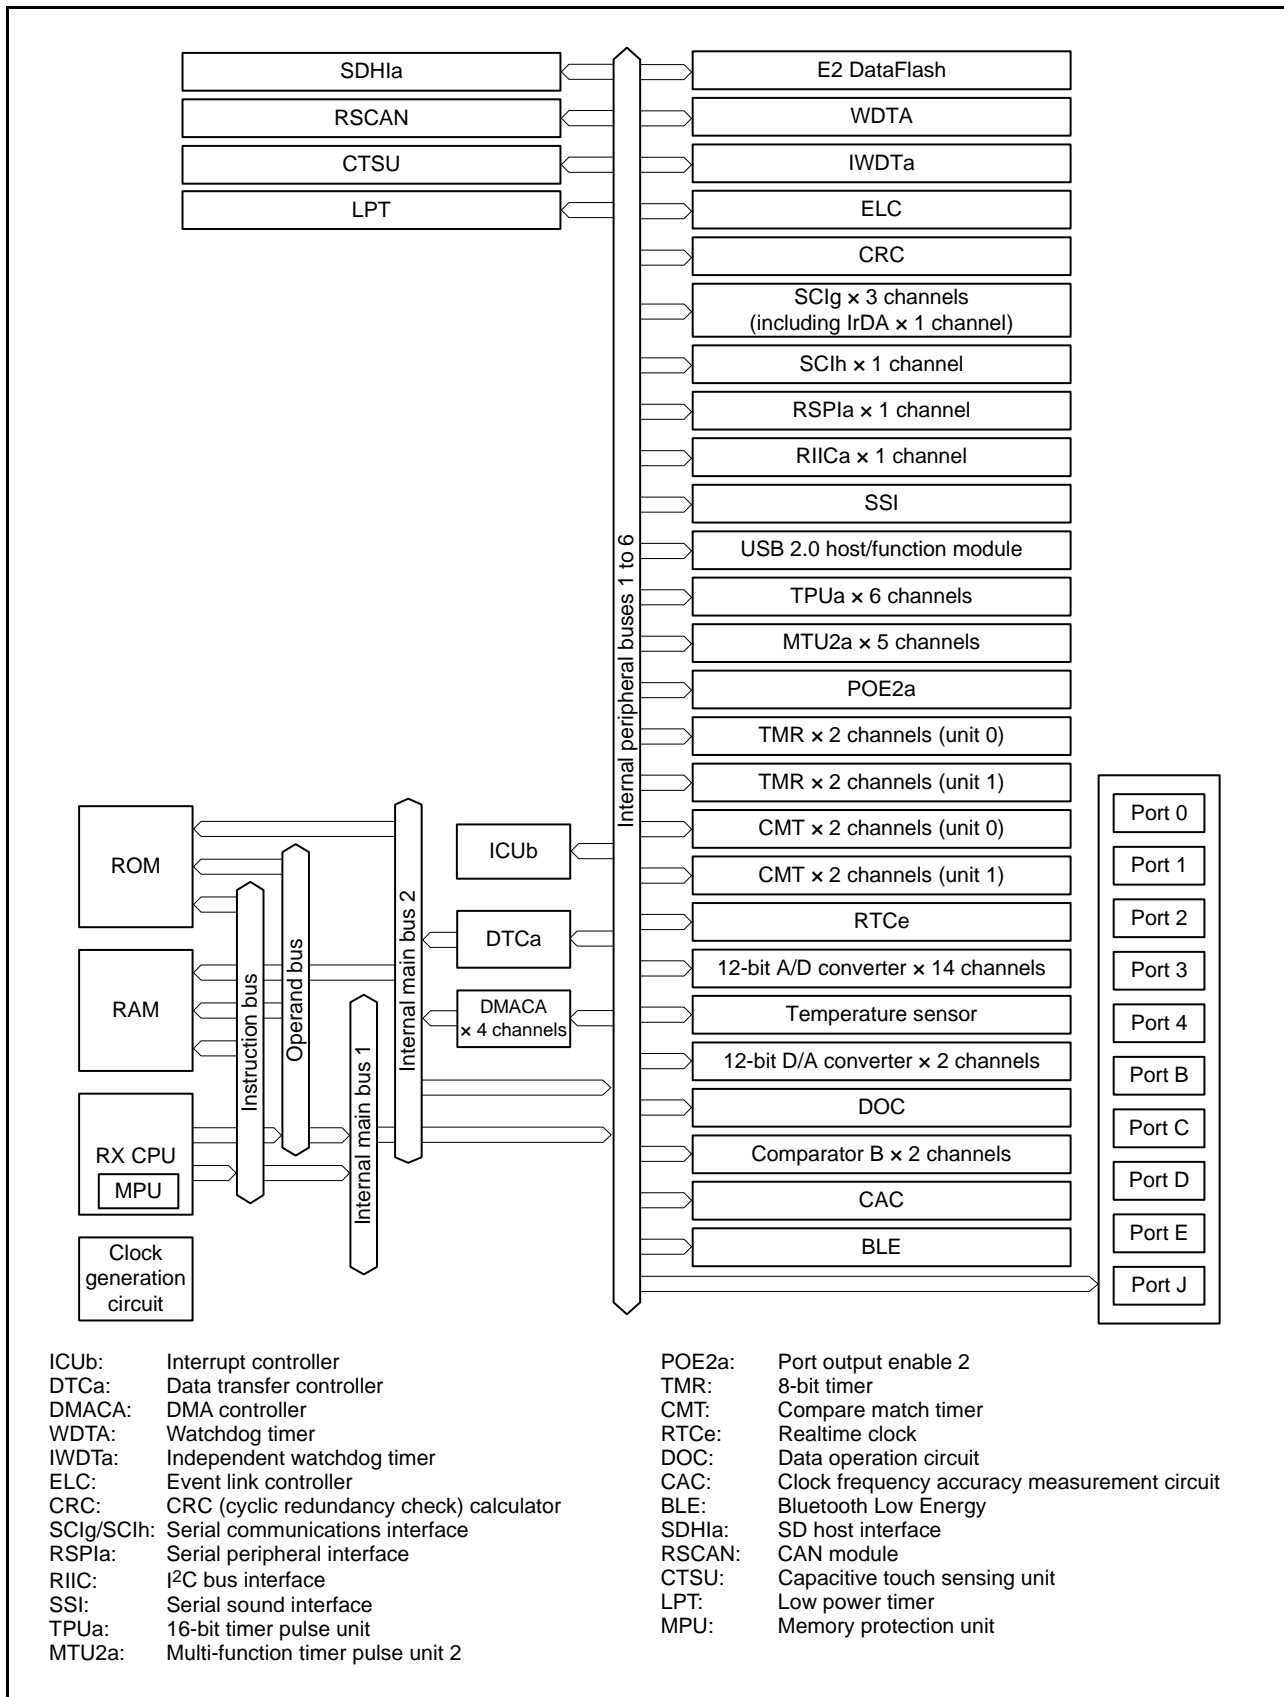 SDHIa
RSCAN
CTSU
LPT
E2 DataFlash
WDTA
IWDTa
ELC
CRC
SCIg × 3 channels
(including IrDA × 1 channel)
SCIh × 1 channel
RSPIa × 1 channel
RIICa × 1 channel
SSI
USB 2.0 host/function module
TPUa × 6 channels
MTU2a × 5 channels
POE2a
TMR × 2 channels (unit 0)
TMR × 2 channels (unit 1)
CMT × 2 channels (unit 0)
CMT × 2 channels (unit 1)
RTCe
12-bit A/D converter × 14 channels
Temperature sensor
12-bit D/A converter × 2 channels
DOC
Comparator B × 2 channels
CAC
BLE
Internal peripheral buses 1 to 6
Port 0
Port 1
Port 2
Port 3
Port 4
Port B
Port C
Port D
Port E
Port J
ICUb
DTCa
DMACA
× 4 channels
Internal main bus 2
Internal main bus 1
Operand bus
Instruction bus
ROM
RAM
RX CPU
MPU
Clock
generation
circuit
ICUb: Interrupt controller
DTCa: Data transfer controller
DMACA: DMA controller
WDTA: Watchdog timer
IWDTa: Independent watchdog timer
ELC: Event link controller
CRC: CRC (cyclic redundancy check) calculator
SCIg/SCIh: Serial communications interface
RSPIa: Serial peripheral interface
RIIC: I²C bus interface
SSI: Serial sound interface
TPUa: 16-bit timer pulse unit
MTU2a: Multi-function timer pulse unit 2
POE2a: Port output enable 2
TMR: 8-bit timer
CMT: Compare match timer
RTCe: Realtime clock
DOC: Data operation circuit
CAC: Clock frequency accuracy measurement circuit
BLE: Bluetooth Low Energy
SDHIa: SD host interface
RSCAN: CAN module
CTSU: Capacitive touch sensing unit
LPT: Low power timer
MPU: Memory protection unit